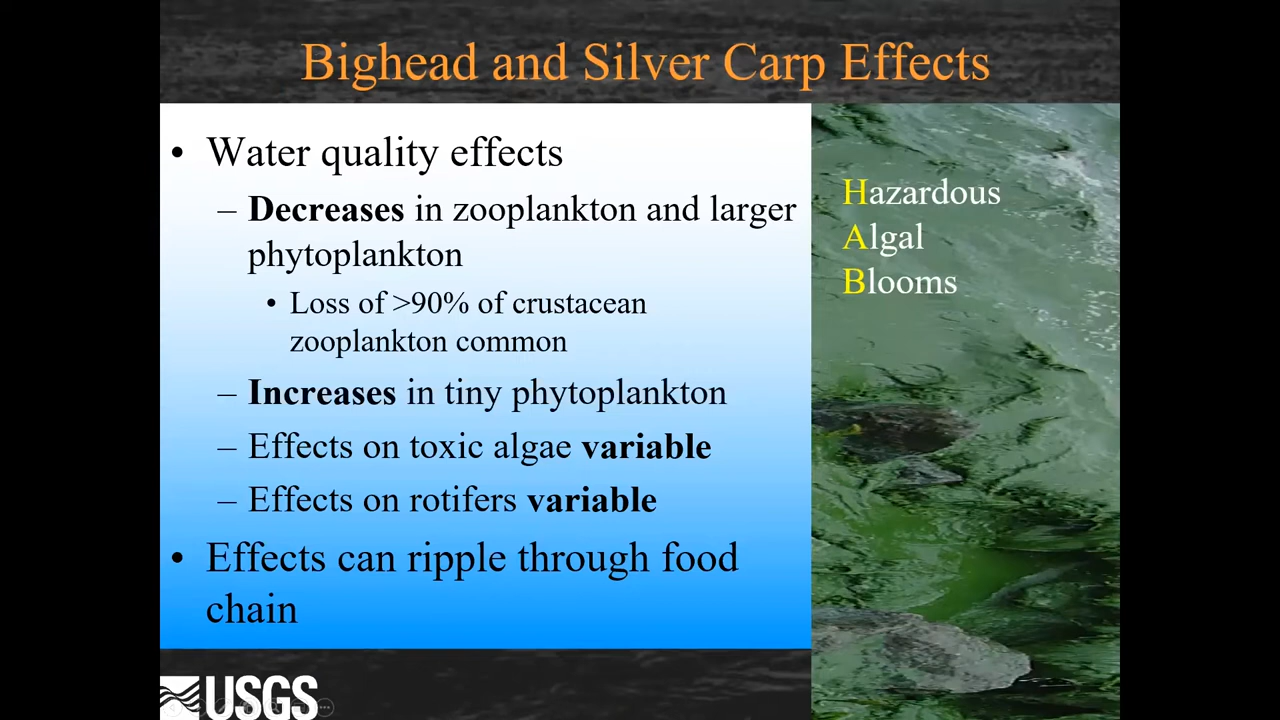 Bighead and Silver Carp Effects
• Water quality effects
– Decreases in zooplankton and larger
phytoplankton
• Loss of >90% of crustacean
zooplankton common
– Increases in tiny phytoplankton
– Effects on toxic algae variable
– Effects on rotifers variable
• Effects can ripple through food
chain
Hazardous
Algal
Blooms
USGS